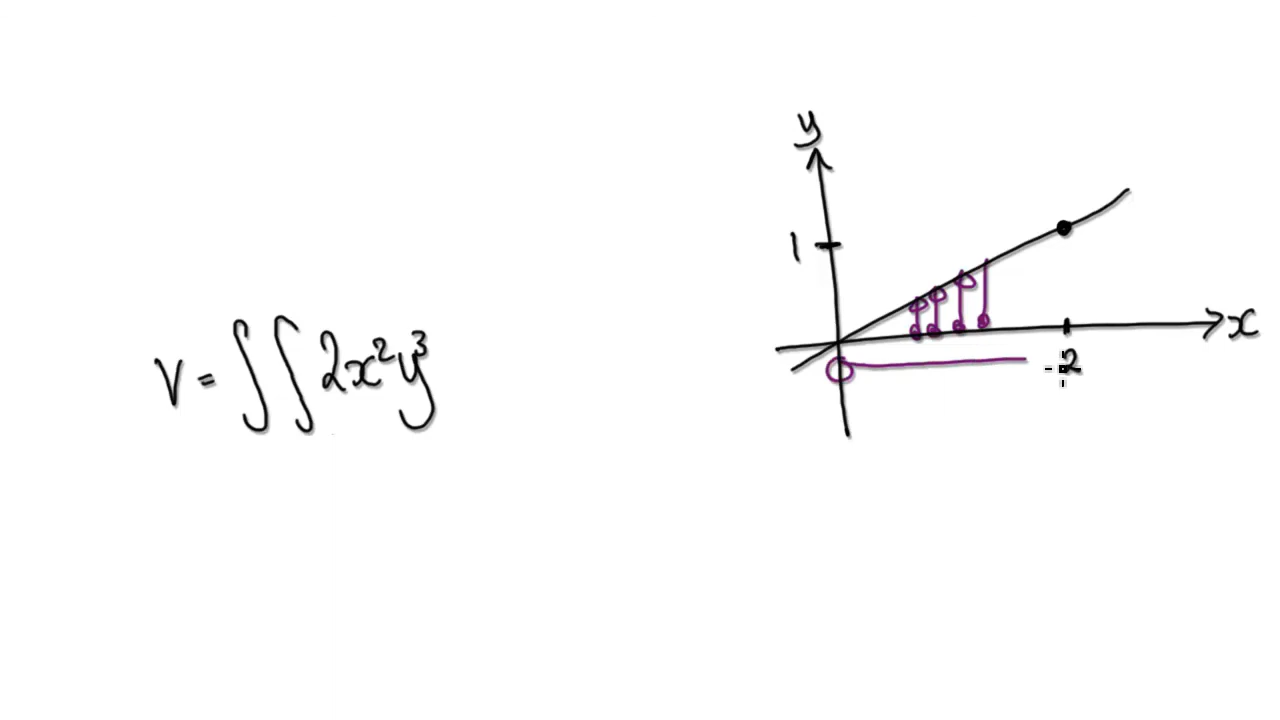 y
1
x
2
V = ∫∫ 2x²y³